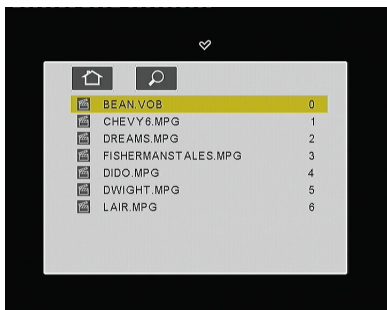 BEAN.VOB 0
CHEVY6.MPG 1
DREAMS.MPG 2
FISHERMANSTALES.MPG 3
DIDO.MPG 4
DWIGHT.MPG 5
LAIR.MPG 6